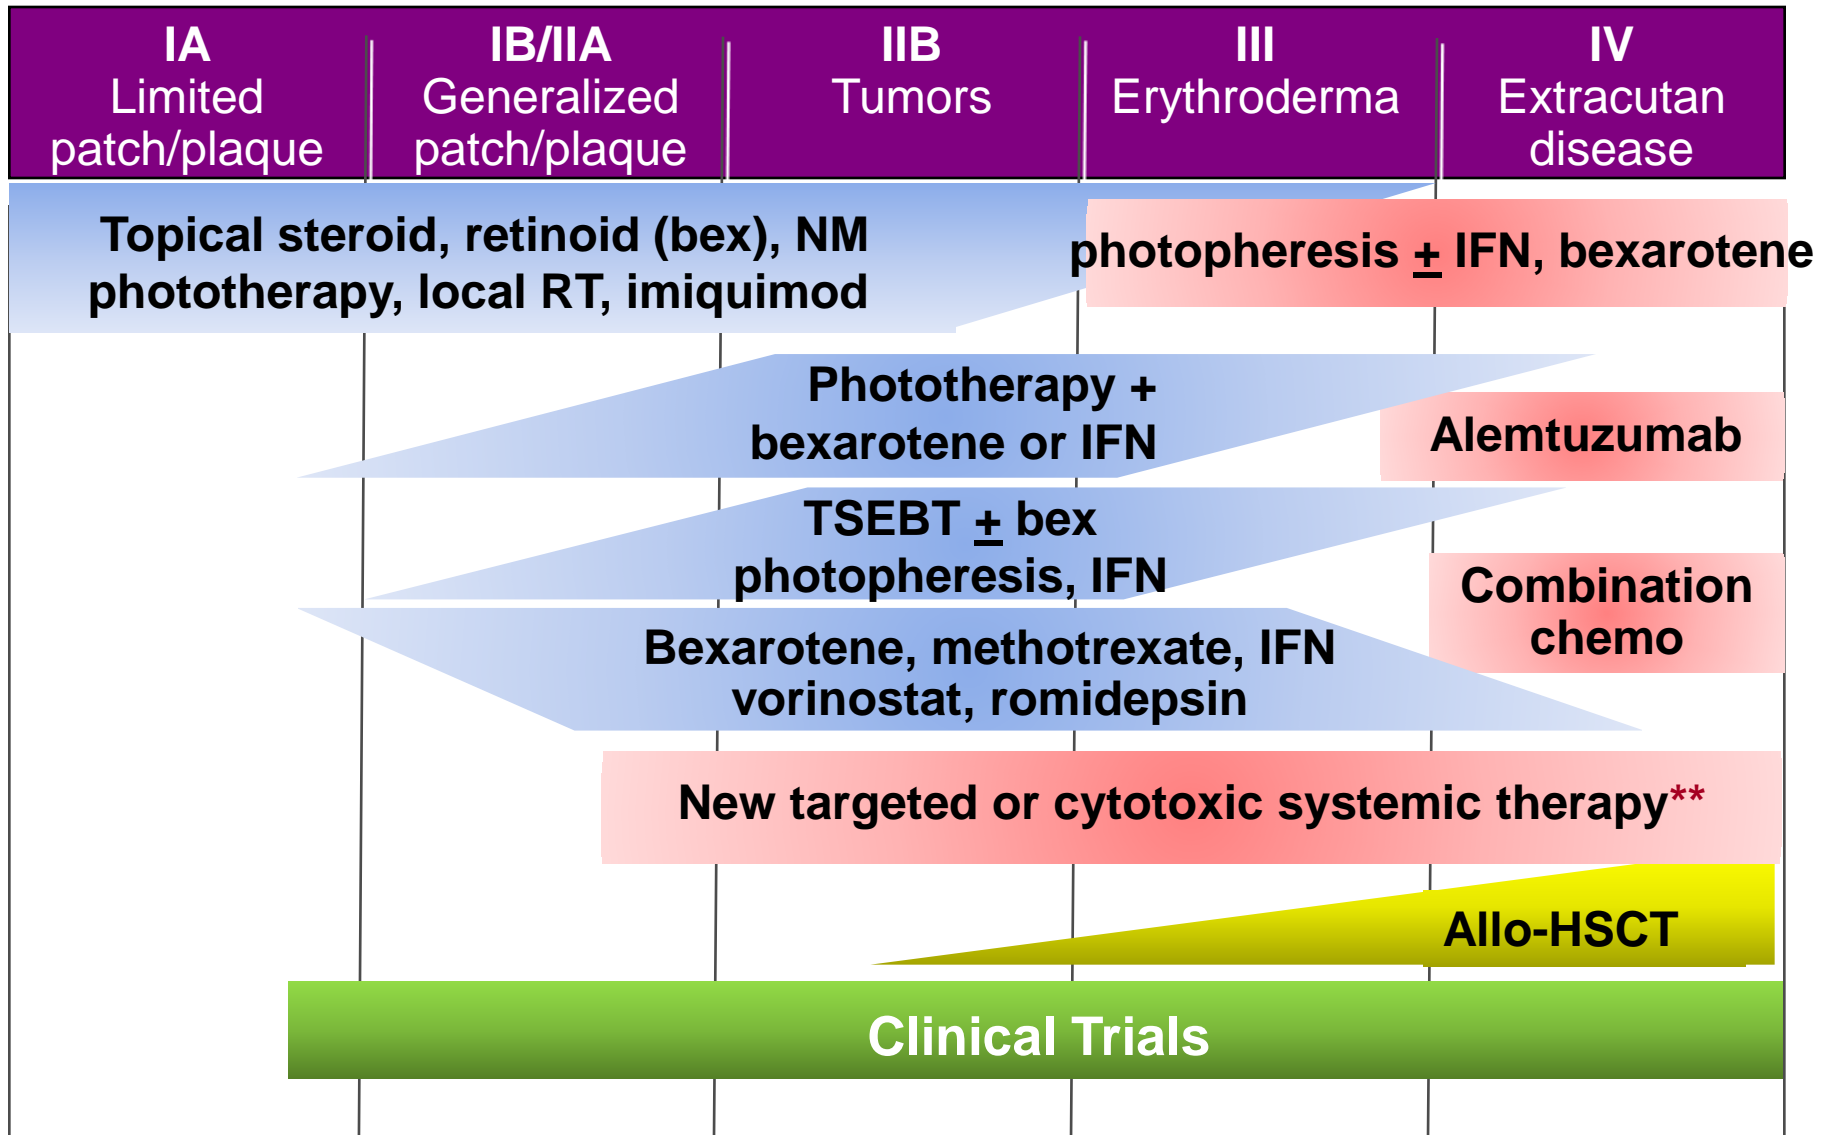 IA
Limited
patch/plaque
IB/IIA
Generalized
patch/plaque
IIB
Tumors
III
Erythroderma
IV
Extracutan
disease
Topical steroid, retinoid (bex), NM
phototherapy, local RT, imiquimod
photopheresis ± IFN, bexarotene
Phototherapy +
bexarotene or IFN
Alemtuzumab
TSEBT ± bex
photopheresis, IFN
Combination
chemo
Bexarotene, methotrexate, IFN
vorinostat, romidepsin
New targeted or cytotoxic systemic therapy**
Allo-HSCT
Clinical Trials